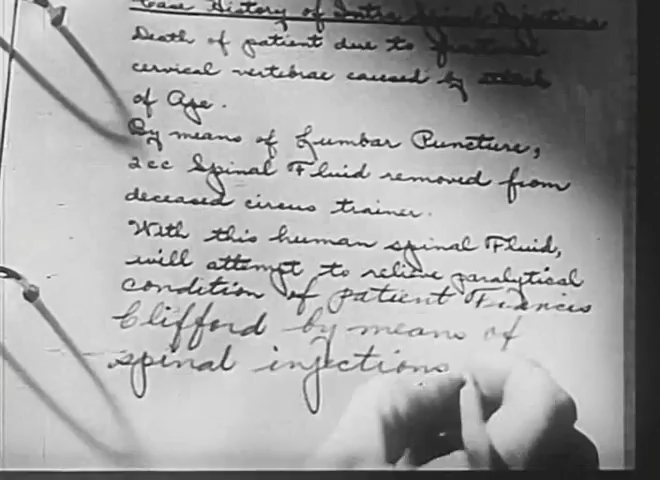 Case History of Intra Spinal Injections
Death of patient due to fractured
cervical vertebrae caused by attack
of Ape.
By means of Lumbar Puncture,
2cc Spinal Fluid removed from
deceased circus trainer.
With this human spinal Fluid,
will attempt to relieve paralytical
condition of patient Francis
Clifford by means of
spinal injections